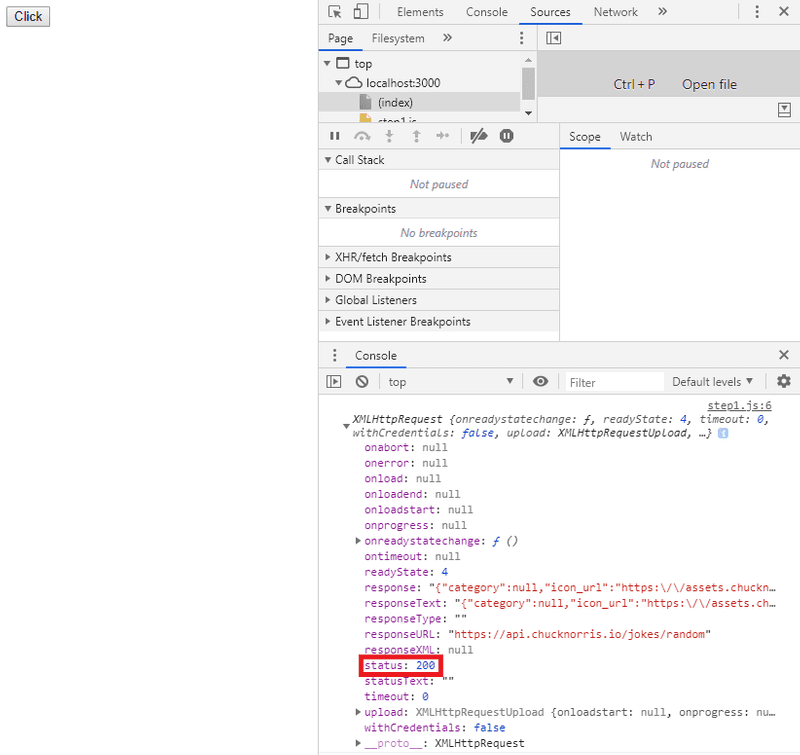 Click
Elements Console Sources Network »
Page Filesystem »
top
localhost:3000
(index)
step1.js
Ctrl + P Open file
Scope Watch
Call Stack
Not paused
Not paused
Breakpoints
No breakpoints
XHR/fetch Breakpoints
DOM Breakpoints
Global Listeners
Event Listener Breakpoints
Console
top Filter Default levels
step1.js:6
XMLHttpRequest {onreadystatechange: ƒ, readyState: 4, timeout: 0,
withCredentials: false, upload: XMLHttpRequestUpload, …}
onabort: null
onerror: null
onload: null
onloadend: null
onloadstart: null
onprogress: null
onreadystatechange: ƒ ()
ontimeout: null
readyState: 4
response: "{"category":null,"icon_url":"https:\/\/assets.chuckn…
responseText: "{"category":null,"icon_url":"https:\/\/assets.ch…
responseType: ""
responseURL: "https://api.chucknorris.io/jokes/random"
responseXML: null
status: 200
statusText: ""
timeout: 0
upload: XMLHttpRequestUpload {onloadstart: null, onprogress: nu…
withCredentials: false
__proto__: XMLHttpRequest